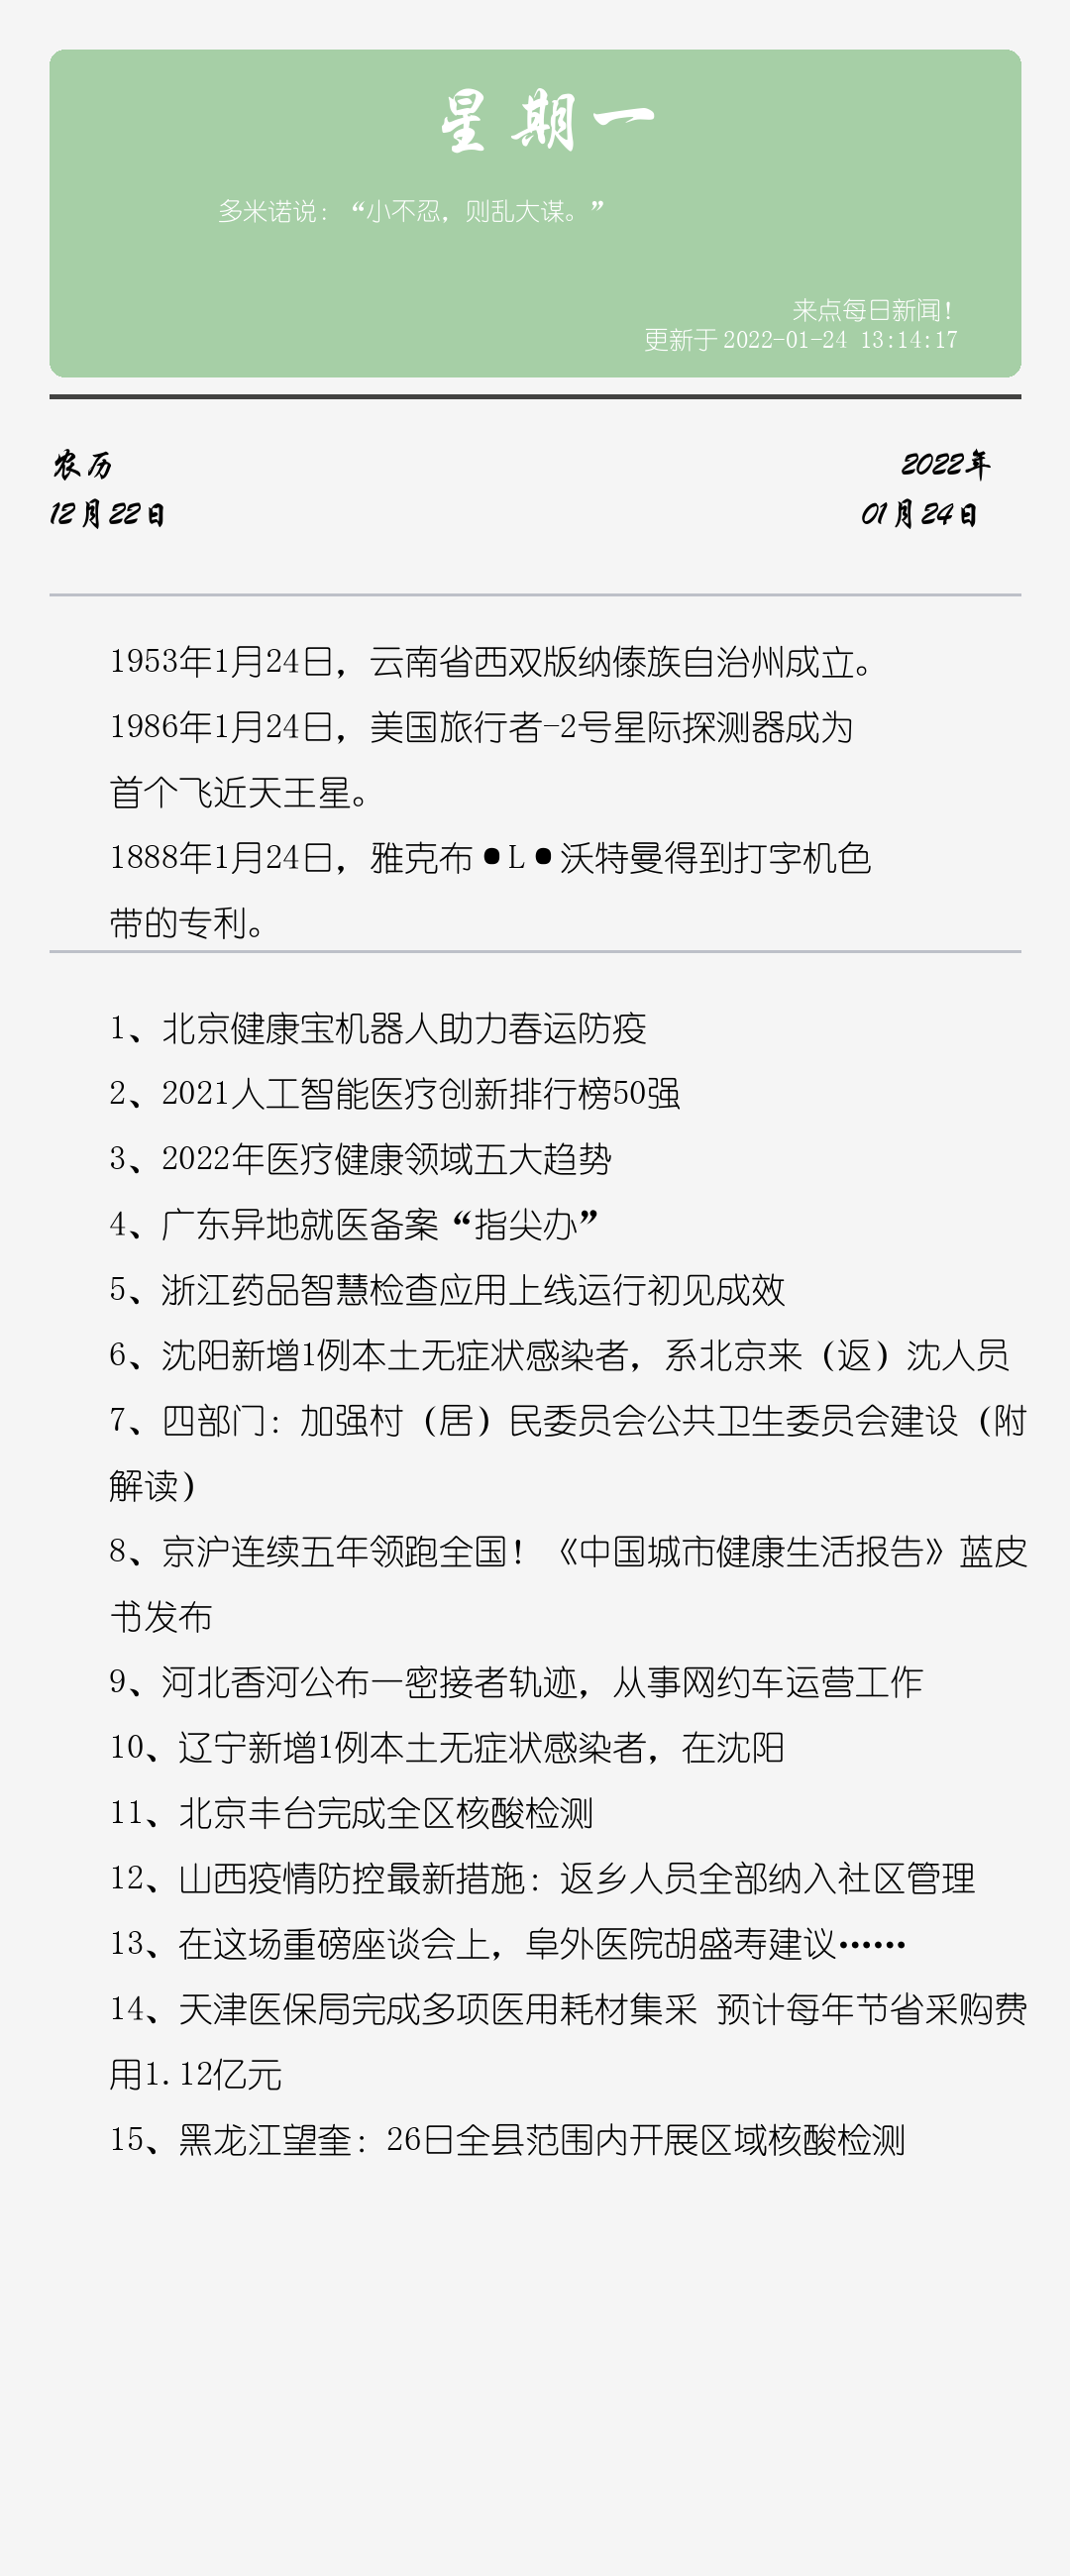 星期一
多米诺说：“小不忍，则乱大谋。”
来点每日新闻！
更新于 2022-01-24 13:14:17
农历
2022年
12月22日
01月24日
1953年1月24日，云南省西双版纳傣族自治州成立。
1986年1月24日，美国旅行者-2号星际探测器成为
首个飞近天王星。
1888年1月24日，雅克布•L•沃特曼得到打字机色
带的专利。
1、北京健康宝机器人助力春运防疫
2、2021人工智能医疗创新排行榜50强
3、2022年医疗健康领域五大趋势
4、广东异地就医备案“指尖办”
5、浙江药品智慧检查应用上线运行初见成效
6、沈阳新增1例本土无症状感染者，系北京来（返）沈人员
7、四部门：加强村（居）民委员会公共卫生委员会建设（附
解读）
8、京沪连续五年领跑全国！《中国城市健康生活报告》蓝皮
书发布
9、河北香河公布一密接者轨迹，从事网约车运营工作
10、辽宁新增1例本土无症状感染者，在沈阳
11、北京丰台完成全区核酸检测
12、山西疫情防控最新措施：返乡人员全部纳入社区管理
13、在这场重磅座谈会上，阜外医院胡盛寿建议……
14、天津医保局完成多项医用耗材集采 预计每年节省采购费
用1.12亿元
15、黑龙江望奎：26日全县范围内开展区域核酸检测